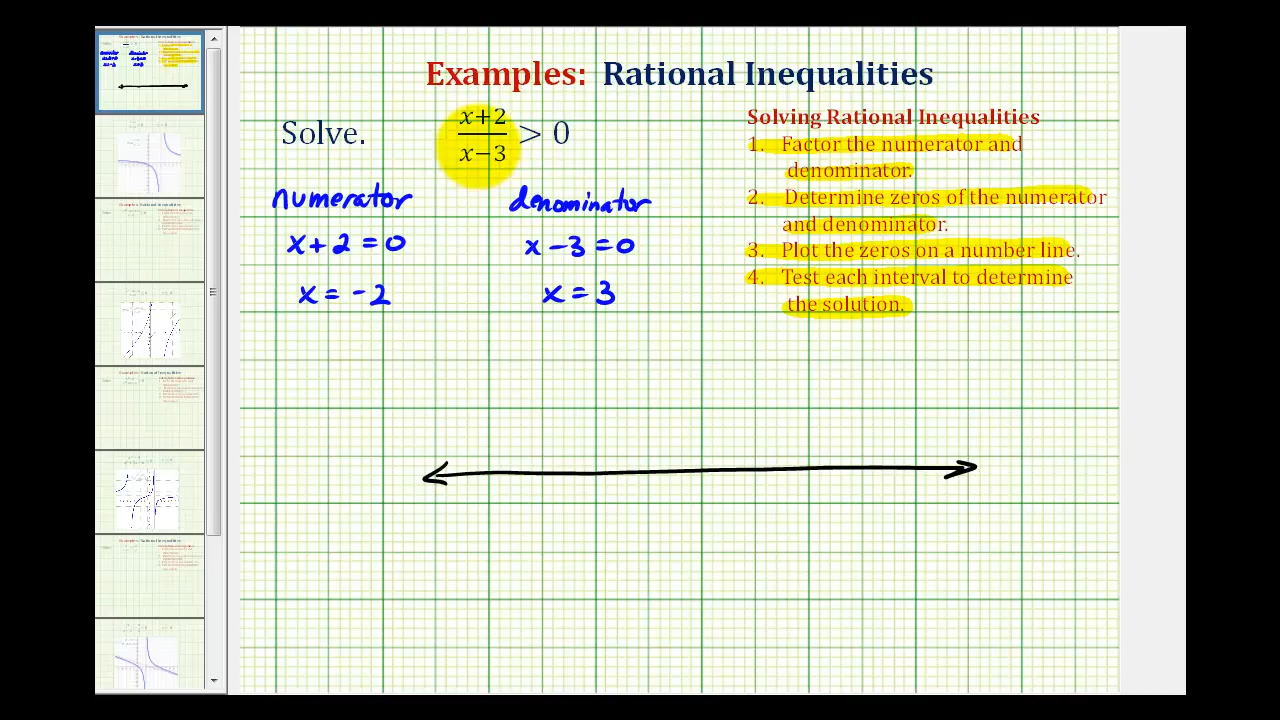 Examples: Rational Inequalities
Solve. x+2/x−3 > 0
numerator
x + 2 = 0
x = -2
denominator
x - 3 = 0
x = 3
Solving Rational Inequalities
1. Factor the numerator and
denominator.
2. Determine zeros of the numerator
and denominator.
3. Plot the zeros on a number line.
4. Test each interval to determine
the solution.